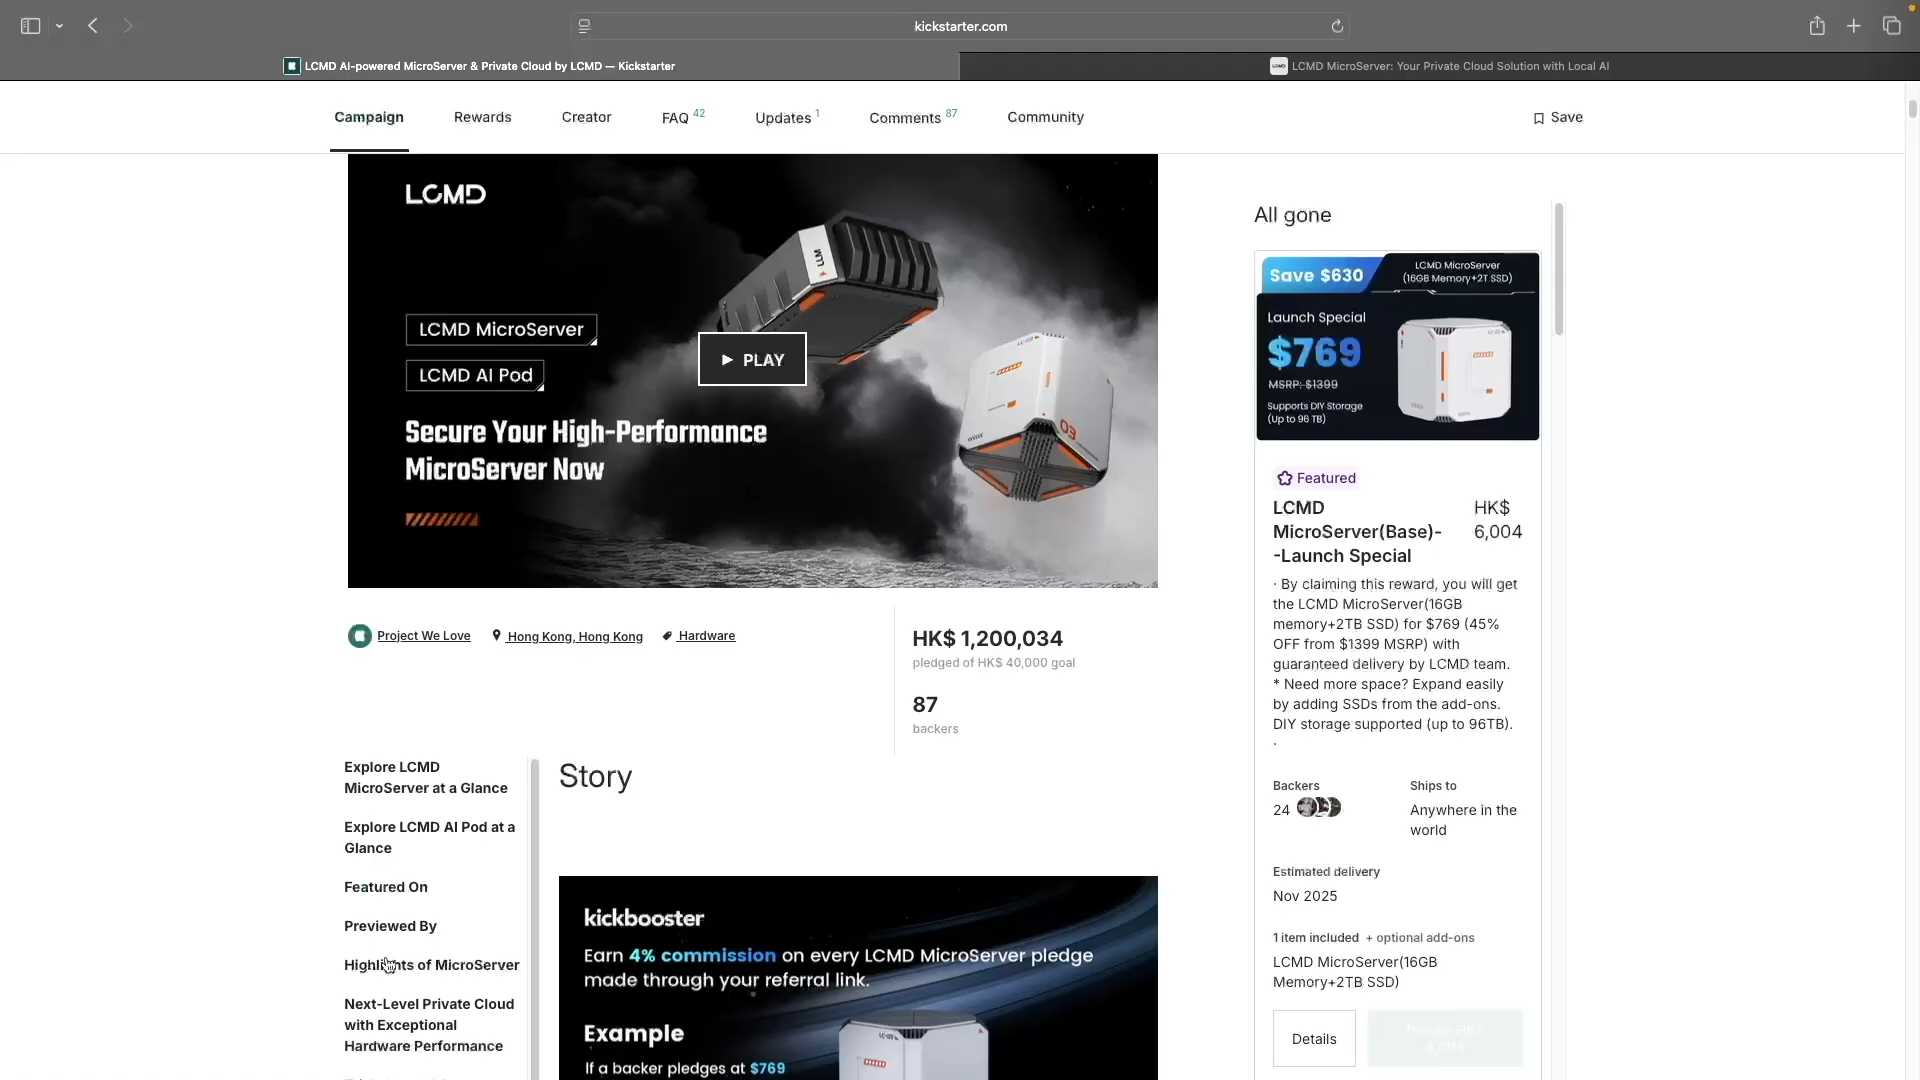 kickstarter.com
LCMD AI-powered MicroServer & Private Cloud by LCMD — Kickstarter
LCMD MicroServer: Your Private Cloud Solution with Local AI
Campaign
Rewards
Creator
FAQ 42
Updates 1
Comments 87
Community
Save
LCMD
LCMD MicroServer
LCMD AI Pod
PLAY
Secure Your High-Performance
MicroServer Now
LLM
03
Project We Love
Hong Kong, Hong Kong
Hardware
HK$ 1,200,034
pledged of HK$ 40,000 goal
87
backers
Explore LCMD
MicroServer at a Glance
Explore LCMD AI Pod at a
Glance
Featured On
Previewed By
Highlights of MicroServer
Next-Level Private Cloud
with Exceptional
Hardware Performance
Story
kickbooster
Earn 4% commission on every LCMD MicroServer pledge
made through your referral link.
Example
If a backer pledges at $769
All gone
Save $630
LCMD MicroServer
(16GB Memory+2T SSD)
Launch Special
$769
MSRP: $1399
Supports DIY Storage
(Up to 96 TB)
Featured
LCMD
MicroServer(Base)-
-Launch Special
HK$
6,004
· By claiming this reward, you will get
the LCMD MicroServer(16GB
memory+2TB SSD) for $769 (45%
OFF from $1399 MSRP) with
guaranteed delivery by LCMD team.
* Need more space? Expand easily
by adding SSDs from the add-ons.
DIY storage supported (up to 96TB).
·
Backers
24
Ships to
Anywhere in the
world
Estimated delivery
Nov 2025
1 item included + optional add-ons
LCMD MicroServer(16GB
Memory+2TB SSD)
Details